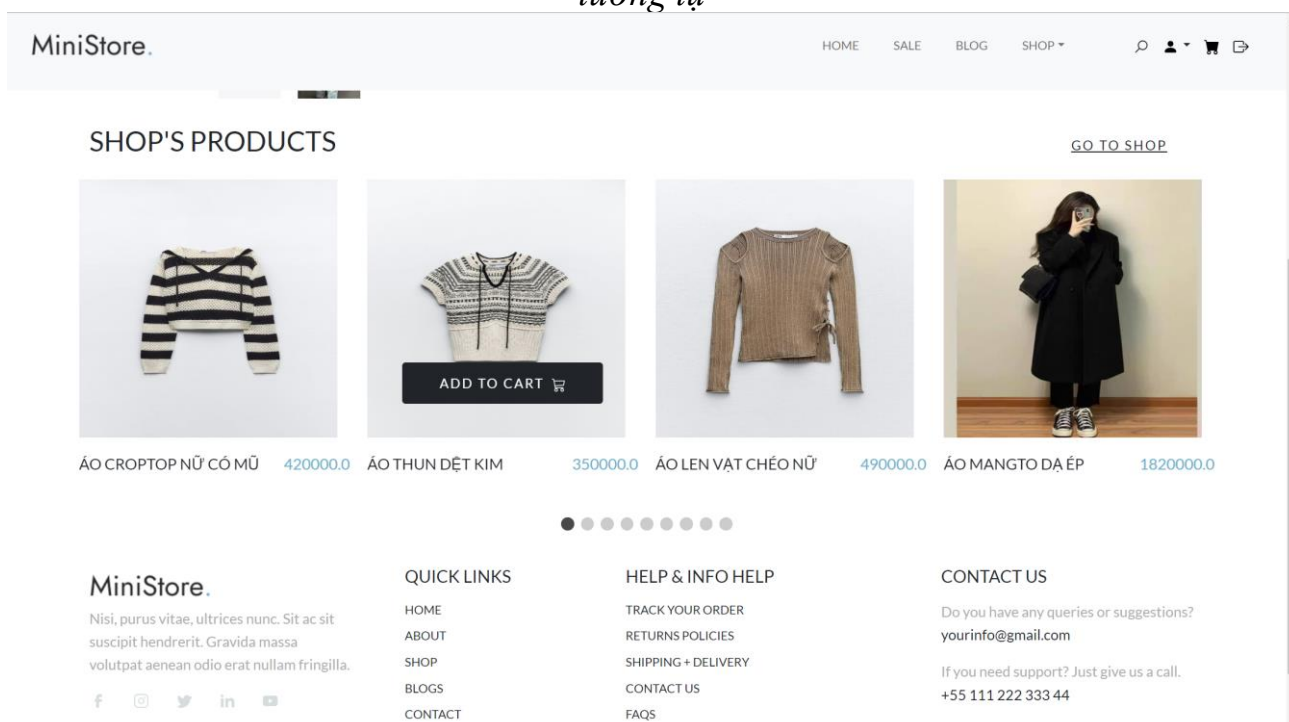 tương tự
MiniStore.
HOME SALE BLOG SHOP
SHOP'S PRODUCTS
GO TO SHOP
ADD TO CART
ÁO CROPTOP NỮ CÓ MŨ 420000.0
ÁO THUN DỆT KIM 350000.0
ÁO LEN VẠT CHÉO NỮ 490000.0
ÁO MANGTO DẠ ÉP 1820000.0
MiniStore.
Nisi, purus vitae, ultrices nunc. Sit ac sit
suscipit hendrerit. Gravida massa
volutpat aenean odio erat nullam fringilla.
QUICK LINKS
HOME
ABOUT
SHOP
BLOGS
CONTACT
HELP & INFO HELP
TRACK YOUR ORDER
RETURNS POLICIES
SHIPPING + DELIVERY
CONTACT US
FAQS
CONTACT US
Do you have any queries or suggestions?
yourinfo@gmail.com
If you need support? Just give us a call.
+55 111 222 333 44